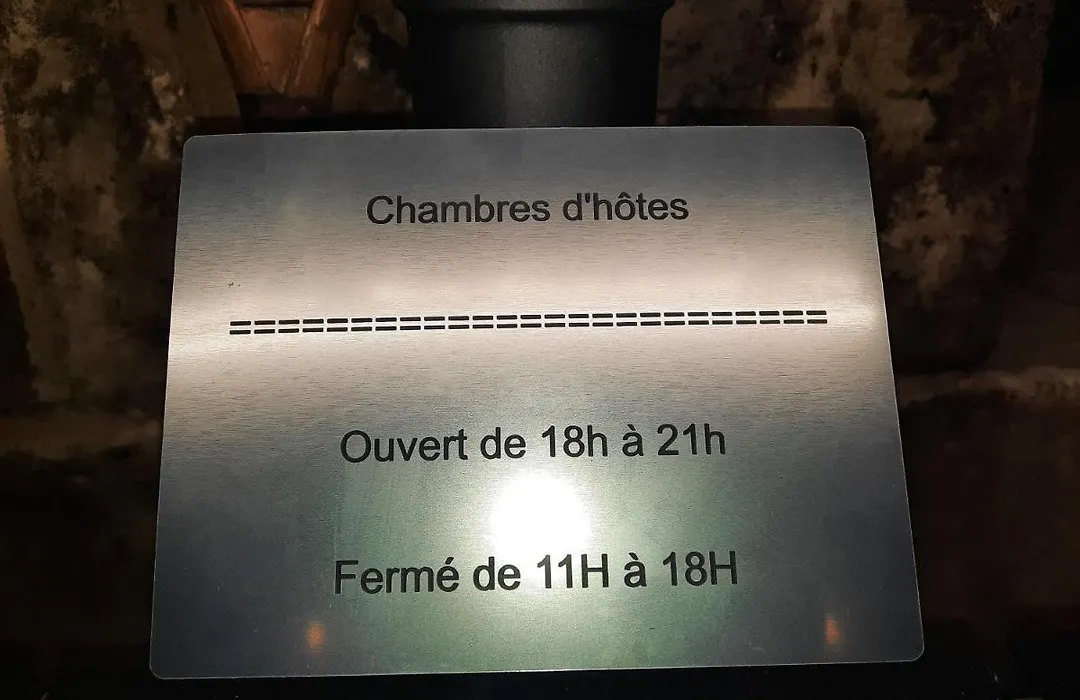 Chambres d'hôtes
Ouvert de 18h à 21h
Fermé de 11H à 18H